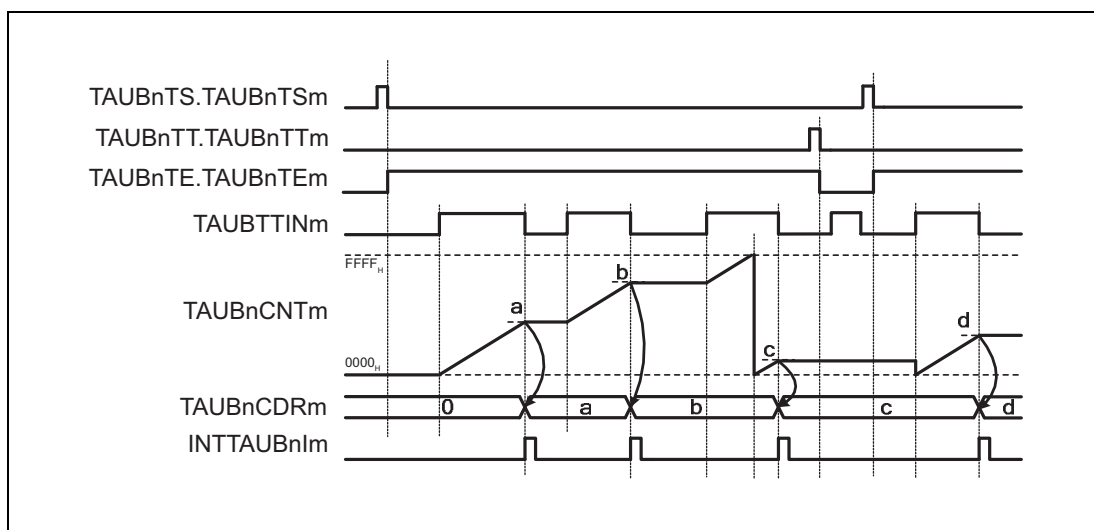 TAUBnTS.TAUBnTSm
TAUBnTT.TAUBnTTm
TAUBnTE.TAUBnTEm
TAUBTTINm
FFFFH
TAUBnCNTm
a
b
c
d
0000H
TAUBnCDRm
0
a
b
c
d
INTTAUBnIm